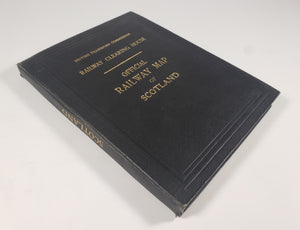 BRITISH TRANSPORT COMMISSION
RAILWAY CLEARING HOUSE
OFFICIAL
RAILWAY MAP
OF
SCOTLAND
SCOTLAND